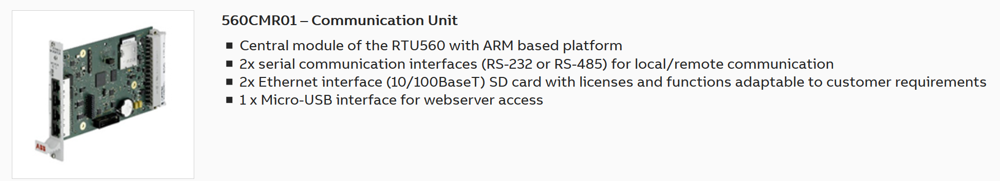 560CMR01 – Communication Unit
■ Central module of the RTU560 with ARM based platform
■ 2x serial communication interfaces (RS-232 or RS-485) for local/remote communication
■ 2x Ethernet interface (10/100BaseT) SD card with licenses and functions adaptable to customer requirements
■ 1 x Micro-USB interface for webserver access
ABB